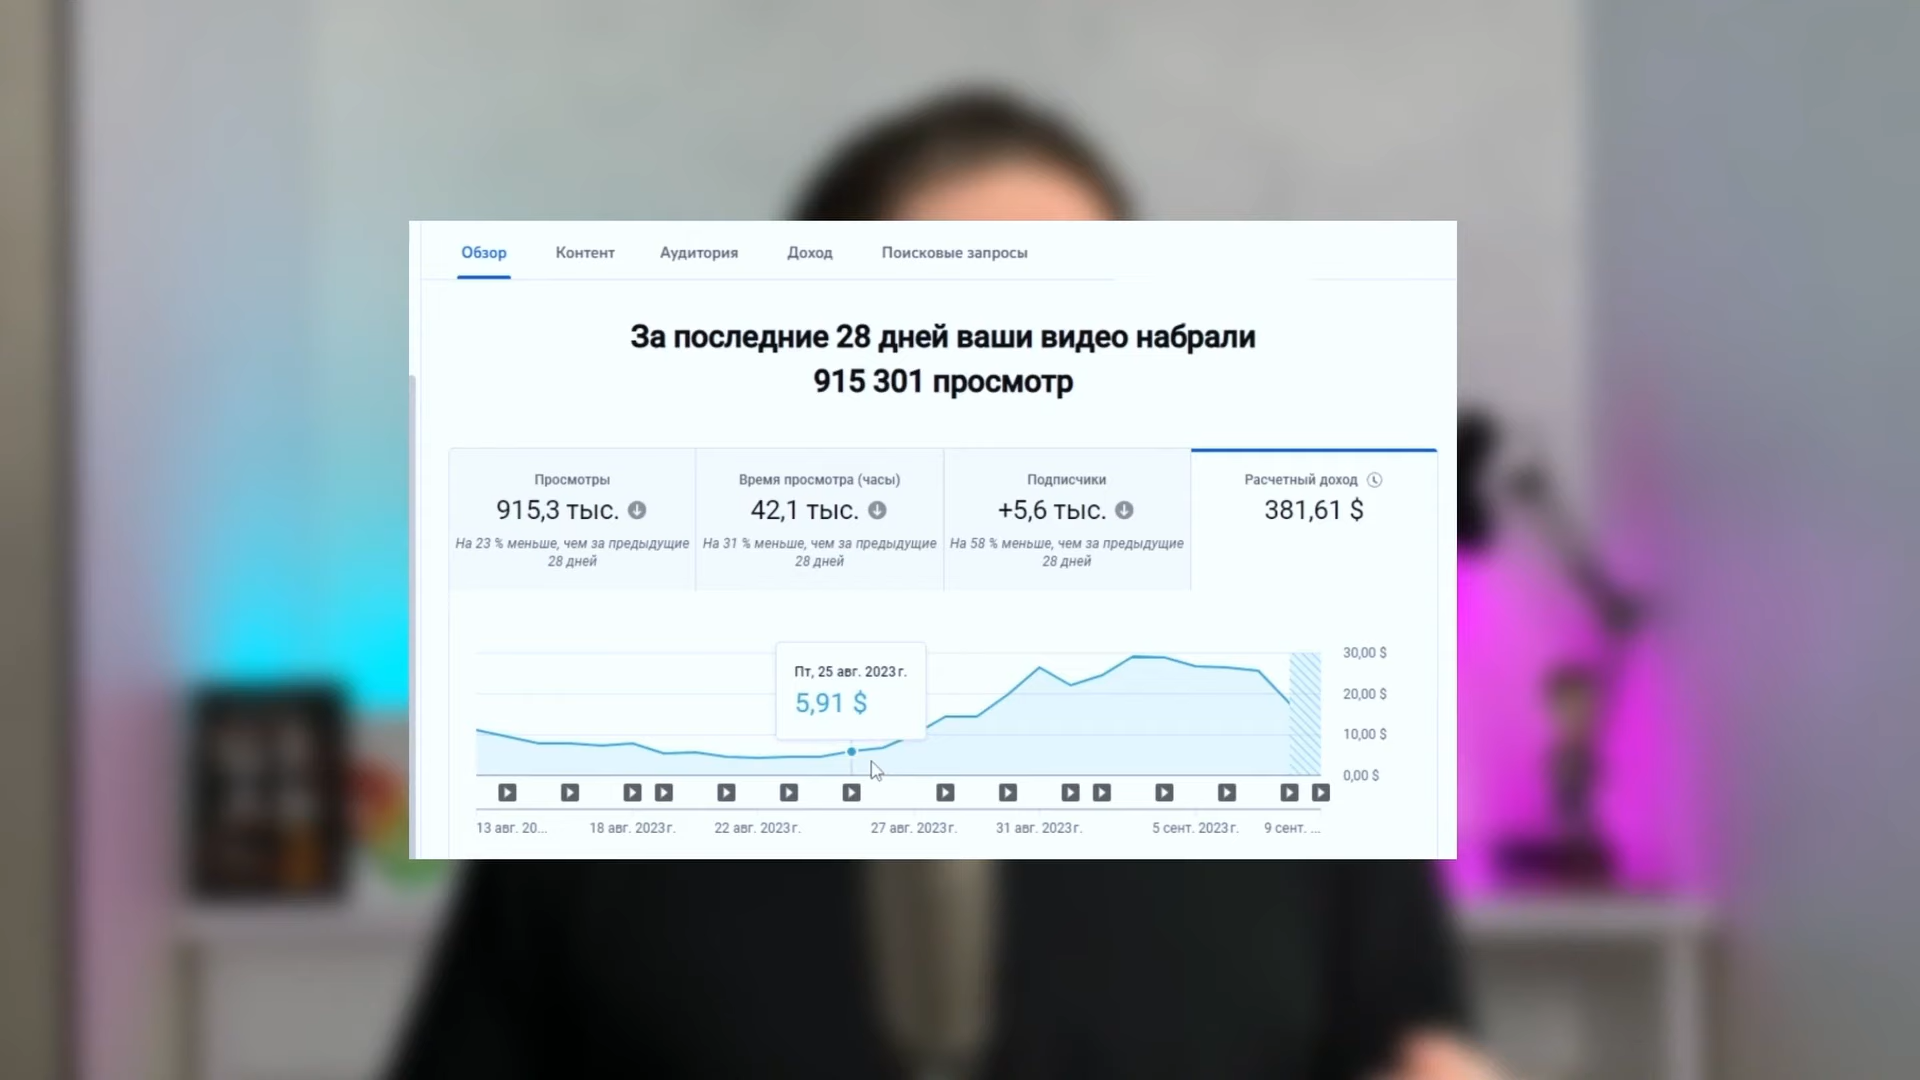 Обзор Контент Аудитория Доход Поисковые запросы
За последние 28 дней ваши видео набрали
915 301 просмотр
Просмотры
915,3 тыс.
На 23 % меньше, чем за предыдущие
28 дней
Время просмотра (часы)
42,1 тыс.
На 31 % меньше, чем за предыдущие
28 дней
Подписчики
+5,6 тыс.
На 58 % меньше, чем за предыдущие
28 дней
Расчетный доход
381,61 $
Пт, 25 авг. 2023 г.
5,91 $
30,00 $
20,00 $
10,00 $
0,00 $
13 авг. 20... 18 авг. 2023 г. 22 авг. 2023 г. 27 авг. 2023 г. 31 авг. 2023 г. 5 сент. 2023 г. 9 сент. ...